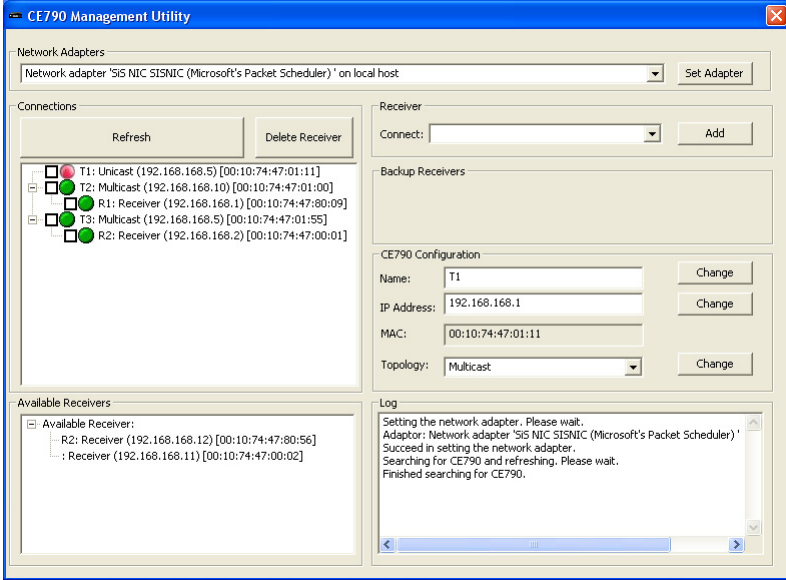 CE790 Management Utility
Network Adapters
Network adapter 'SiS NIC SISNIC (Microsoft's Packet Scheduler) ' on local host
Set Adapter
Connections
Refresh
Delete Receiver
T1: Unicast (192.168.168.5) [00:10:74:47:01:11]
T2: Multicast (192.168.168.10) [00:10:74:47:01:00]
R1: Receiver (192.168.168.1) [00:10:74:47:80:09]
T3: Multicast (192.168.168.5) [00:10:74:47:01:55]
R2: Receiver (192.168.168.2) [00:10:74:47:00:01]
Receiver
Connect:
Add
Backup Receivers
CE790 Configuration
Name:
T1
Change
IP Address:
192.168.168.1
Change
MAC:
00:10:74:47:01:11
Topology:
Multicast
Change
Available Receivers
Available Receiver:
R2: Receiver (192.168.168.12) [00:10:74:47:80:56]
: Receiver (192.168.168.11) [00:10:74:47:00:02]
Log
Setting the network adapter. Please wait.
Adaptor: Network adapter 'SiS NIC SISNIC (Microsoft's Packet Scheduler) '
Succeed in setting the network adapter.
Searching for CE790 and refreshing. Please wait.
Finished searching for CE790.